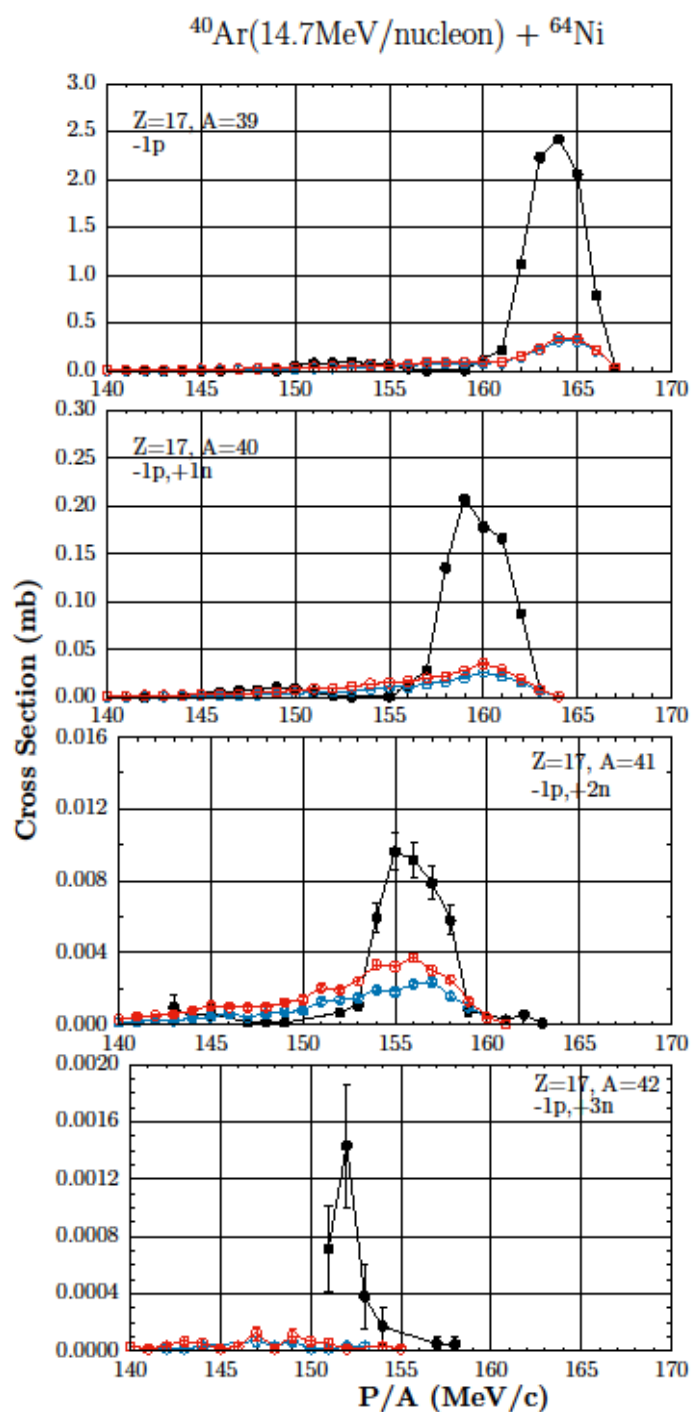 ⁴⁰Ar(14.7MeV/nucleon) + ⁶⁴Ni
3.0
2.5
2.0
1.5
1.0
0.5
0.0
Z=17, A=39
-1p
140 145 150 155 160 165 170
0.30
0.25
0.20
0.15
0.10
0.05
0.00
Z=17, A=40
-1p,+1n
140 145 150 155 160 165 170
Cross Section (mb)
0.016
0.012
0.008
0.004
0.000
Z=17, A=41
-1p,+2n
140 145 150 155 160 165 170
0.0020
0.0016
0.0012
0.0008
0.0004
0.0000
Z=17, A=42
-1p,+3n
140 145 150 155 160 165 170
P/A (MeV/c)